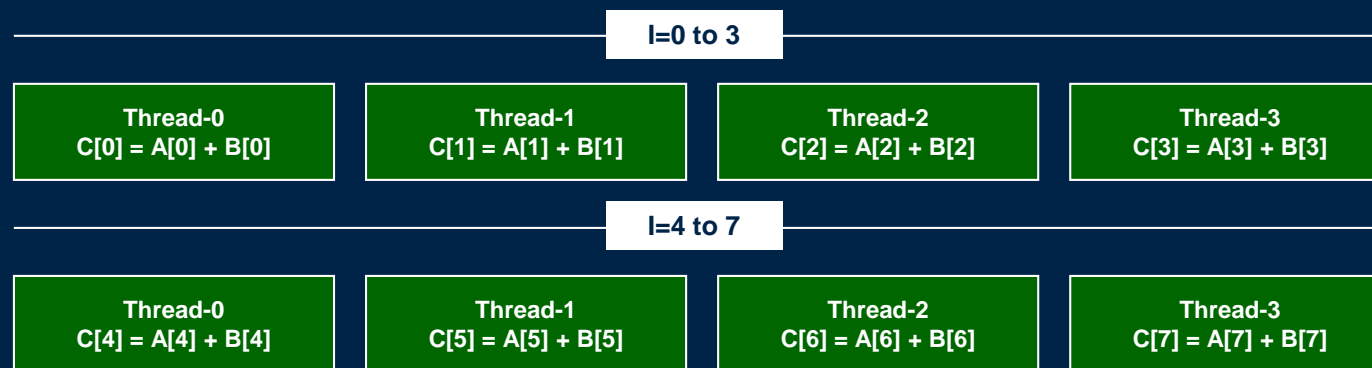 I=0 to 3
Thread-0
C[0] = A[0] + B[0]
Thread-1
C[1] = A[1] + B[1]
Thread-2
C[2] = A[2] + B[2]
Thread-3
C[3] = A[3] + B[3]
I=4 to 7
Thread-0
C[4] = A[4] + B[4]
Thread-1
C[5] = A[5] + B[5]
Thread-2
C[6] = A[6] + B[6]
Thread-3
C[7] = A[7] + B[7]